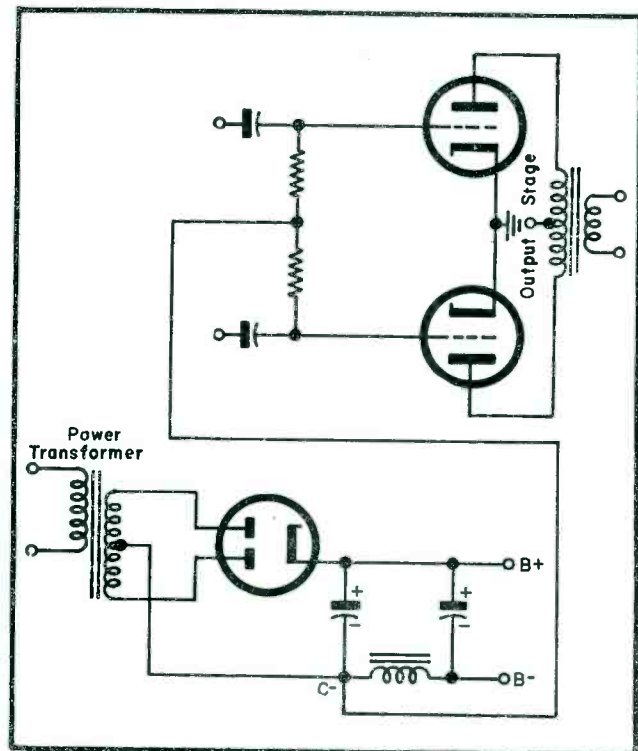 Output Stage
Power
Transformer
+
+
B+
-
-
C-
B-